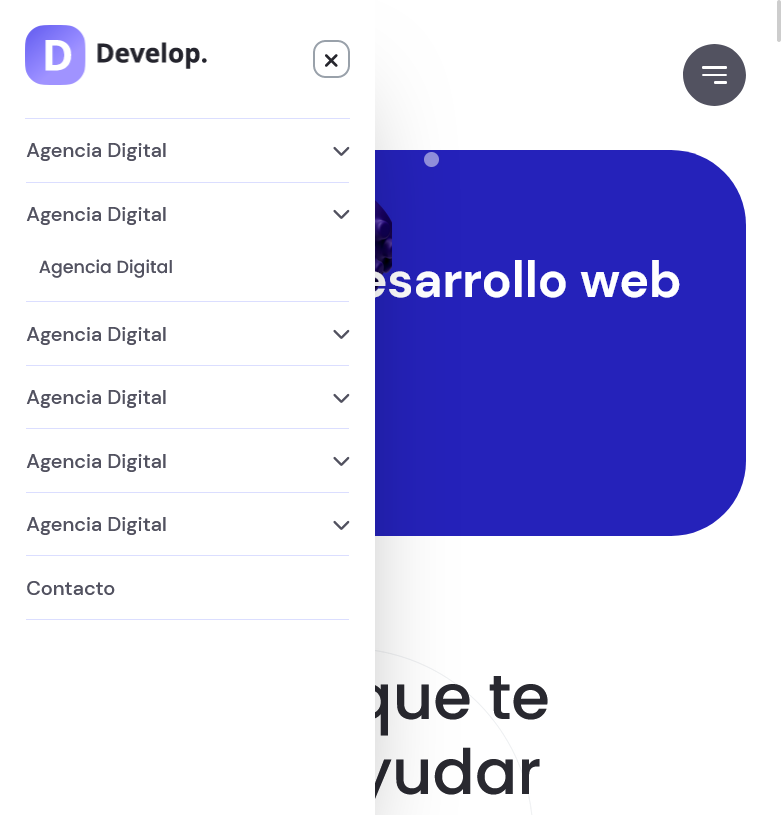 D Develop.
Agencia Digital
Agencia Digital
Agencia Digital
Agencia Digital
Agencia Digital
Agencia Digital
Agencia Digital
Contacto
esarrollo web
que te
yudar